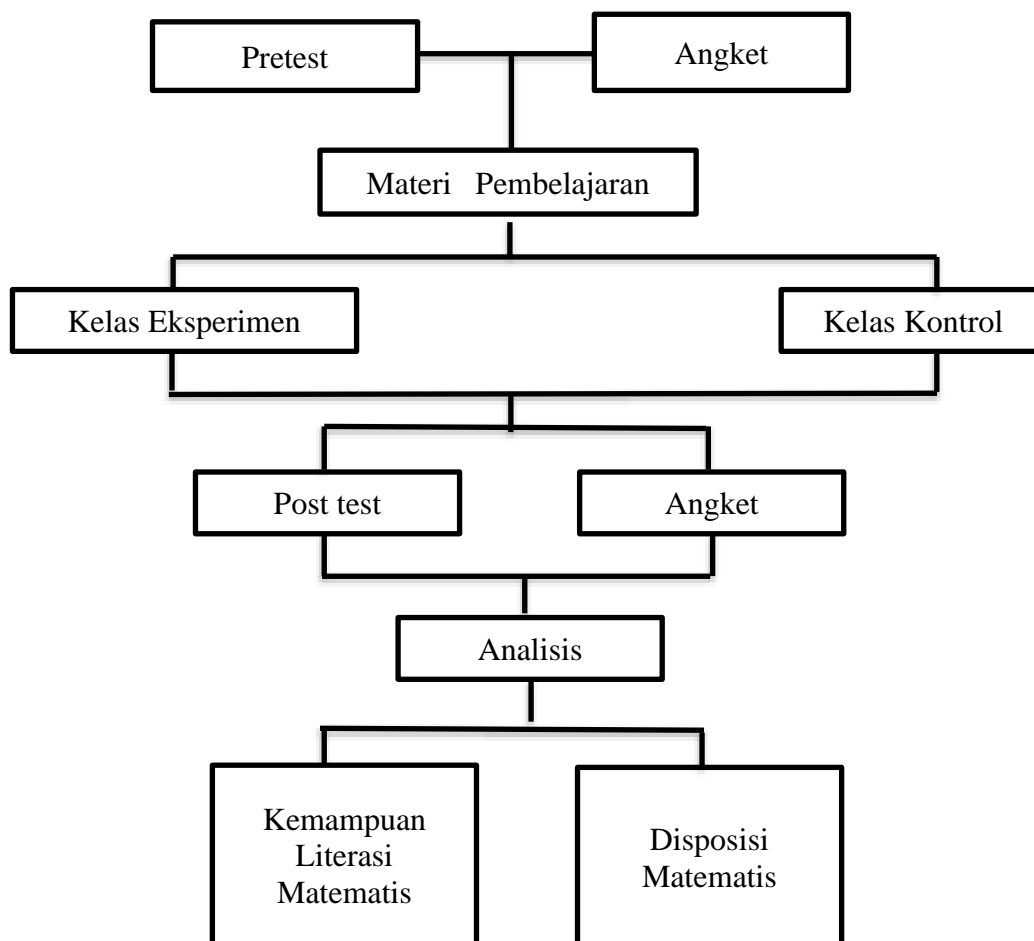 Pretest
Angket
Materi Pembelajaran
Kelas Eksperimen
Kelas Kontrol
Post test
Angket
Analisis
Kemampuan
Literasi
Matematis
Disposisi
Matematis